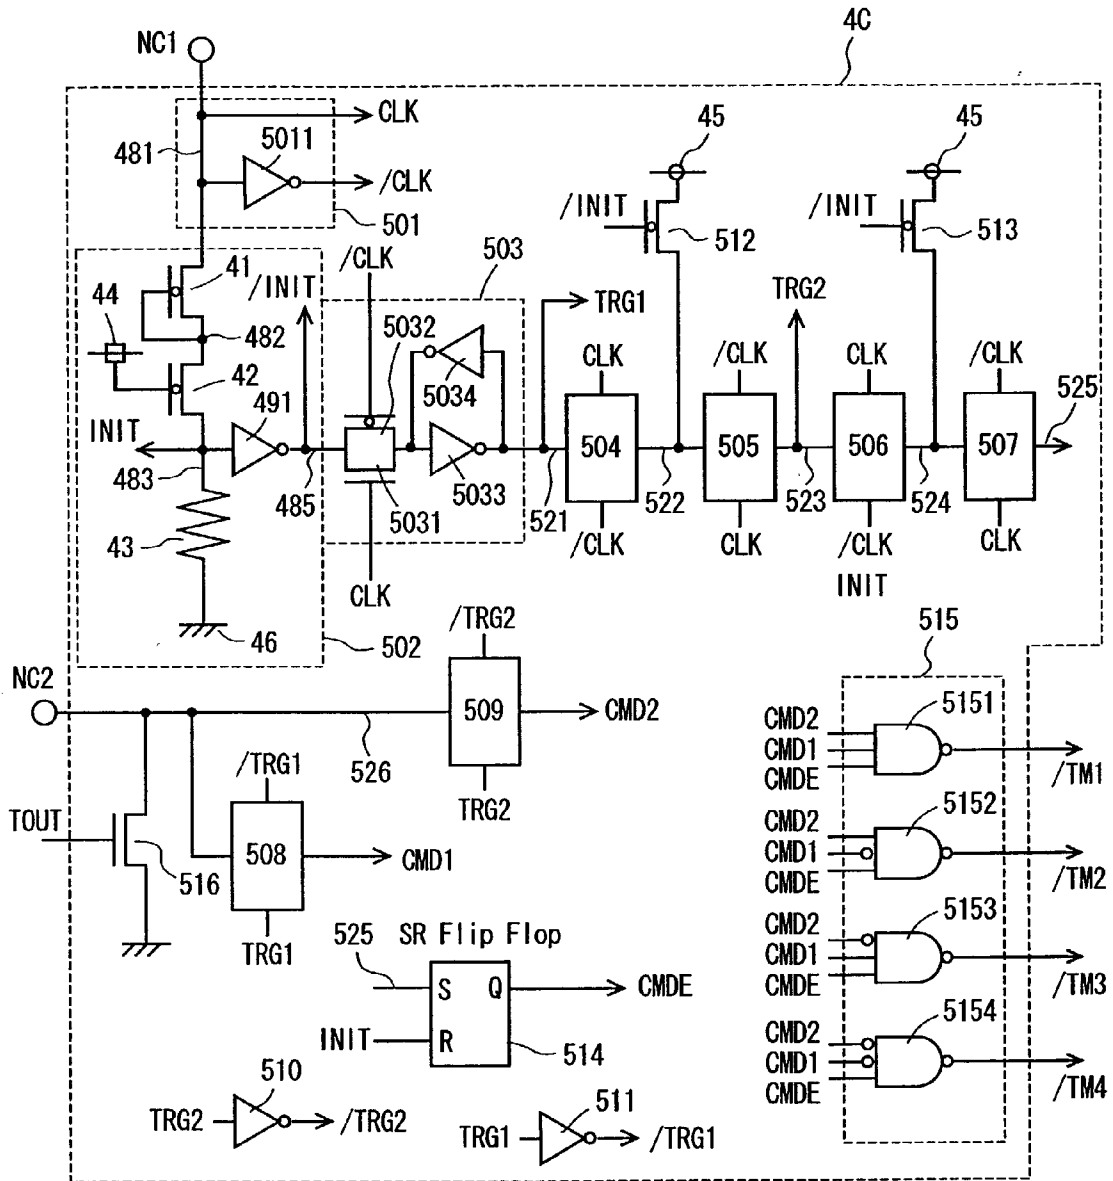 4C
NC1
CLK
481
5011
/CLK
501
45
45
/INIT
512
/INIT
513
41
/INIT
/CLK
503
44
482
5032
TRG1
TRG2
42
5034
CLK
/CLK
CLK
/CLK
INIT
491
525
504
505
506
507
483
485
5033
5031
521
522
523
524
43
/CLK
CLK
/CLK
CLK
INIT
CLK
46
502
/TRG2
515
NC2
509
CMD2
526
TRG2
CMD2
CMD1
CMDE
5151
/TM1
/TRG1
TOUT
508
CMD1
516
TRG1
CMD2
CMD1
CMDE
5152
/TM2
525
SR Flip Flop
S Q
CMDE
INIT
R
514
CMD2
CMD1
CMDE
5153
/TM3
CMD2
CMD1
CMDE
5154
/TM4
510
TRG2
/TRG2
511
TRG1
/TRG1